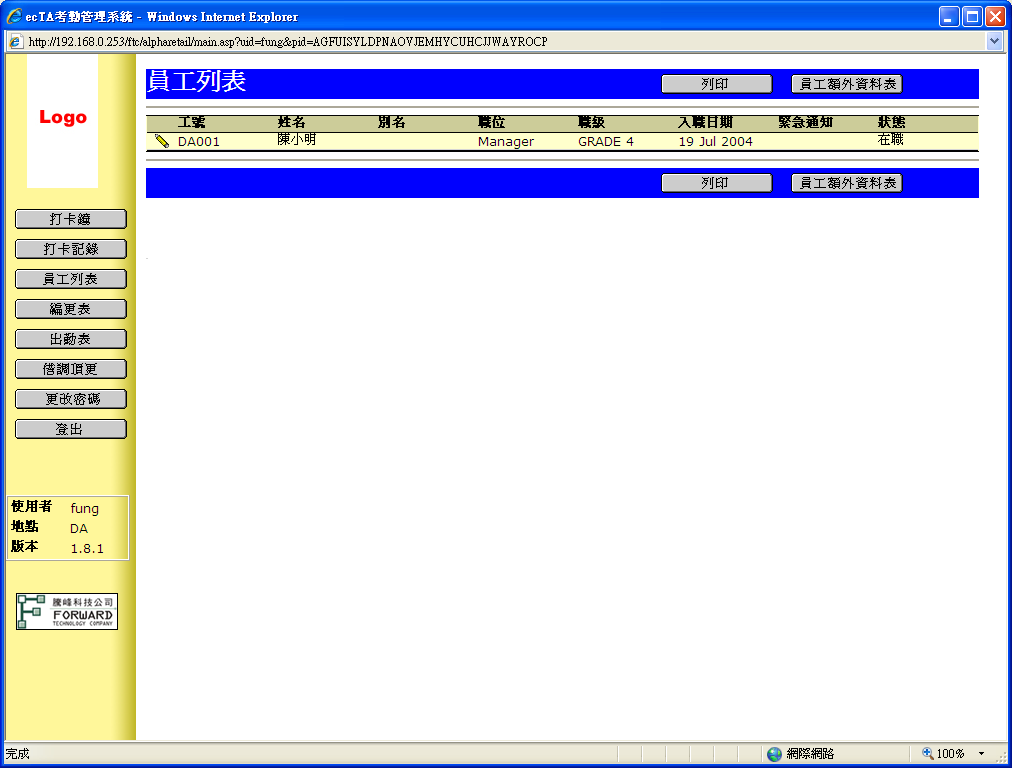 ecTA考勤管理系統 - Windows Internet Explorer
http://192.168.0.253/ftc/alpharetail/main.asp?uid=fung&pid=AGFUISYLDPNAOVJEMHYCUHCJJWAYROCP
Logo
打卡鐘
打卡記錄
員工列表
編更表
出勤表
借調頂更
更改密碼
登出
使用者 fung
地點 DA
版本 1.8.1
騰峰科技公司
FORWARD
TECHNOLOGY COMPANY
員工列表 列印 員工額外資料表
工號 姓名 別名 職位 職級 入職日期 緊急通知 狀態
DA001 陳小明 Manager GRADE 4 19 Jul 2004 在職
列印 員工額外資料表
完成 網際網路 100%